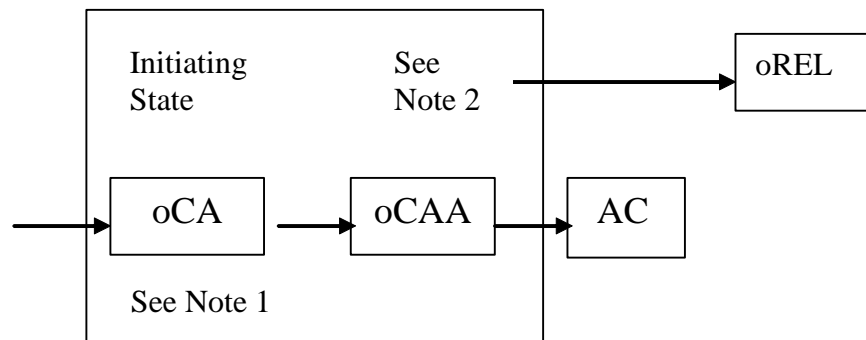 Initiating
State
See
Note 2
oREL
oCA
oCAA
AC
See Note 1